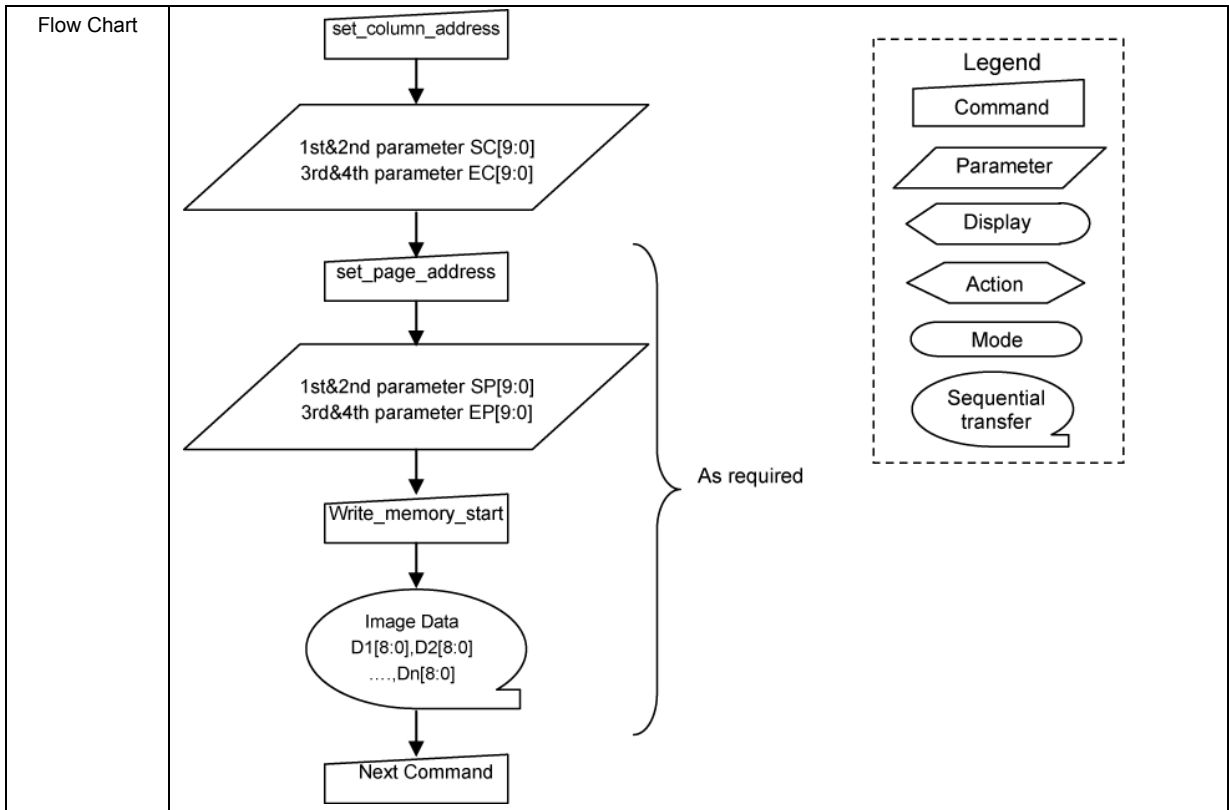 Flow Chart
set_column_address
1st&2nd parameter SC[9:0]
3rd&4th parameter EC[9:0]
set_page_address
1st&2nd parameter SP[9:0]
3rd&4th parameter EP[9:0]
Write_memory_start
Image Data
D1[8:0],D2[8:0]
....,Dn[8:0]
Next Command
As required
Legend
Command
Parameter
Display
Action
Mode
Sequential
transfer